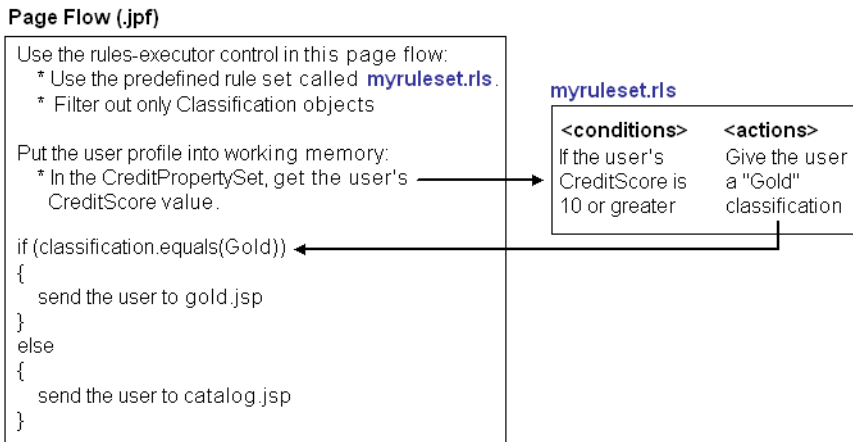 Page Flow (.jpf)
Use the rules-executor control in this page flow:
* Use the predefined rule set called myruleset.rls.
* Filter out only Classification objects
Put the user profile into working memory:
* In the CreditPropertySet, get the user's
CreditScore value.
if (classification.equals(Gold))
{
send the user to gold.jsp
}
else
{
send the user to catalog.jsp
}
myruleset.rls
<conditions>
If the user's
CreditScore is
10 or greater
<actions>
Give the user
a "Gold"
classification